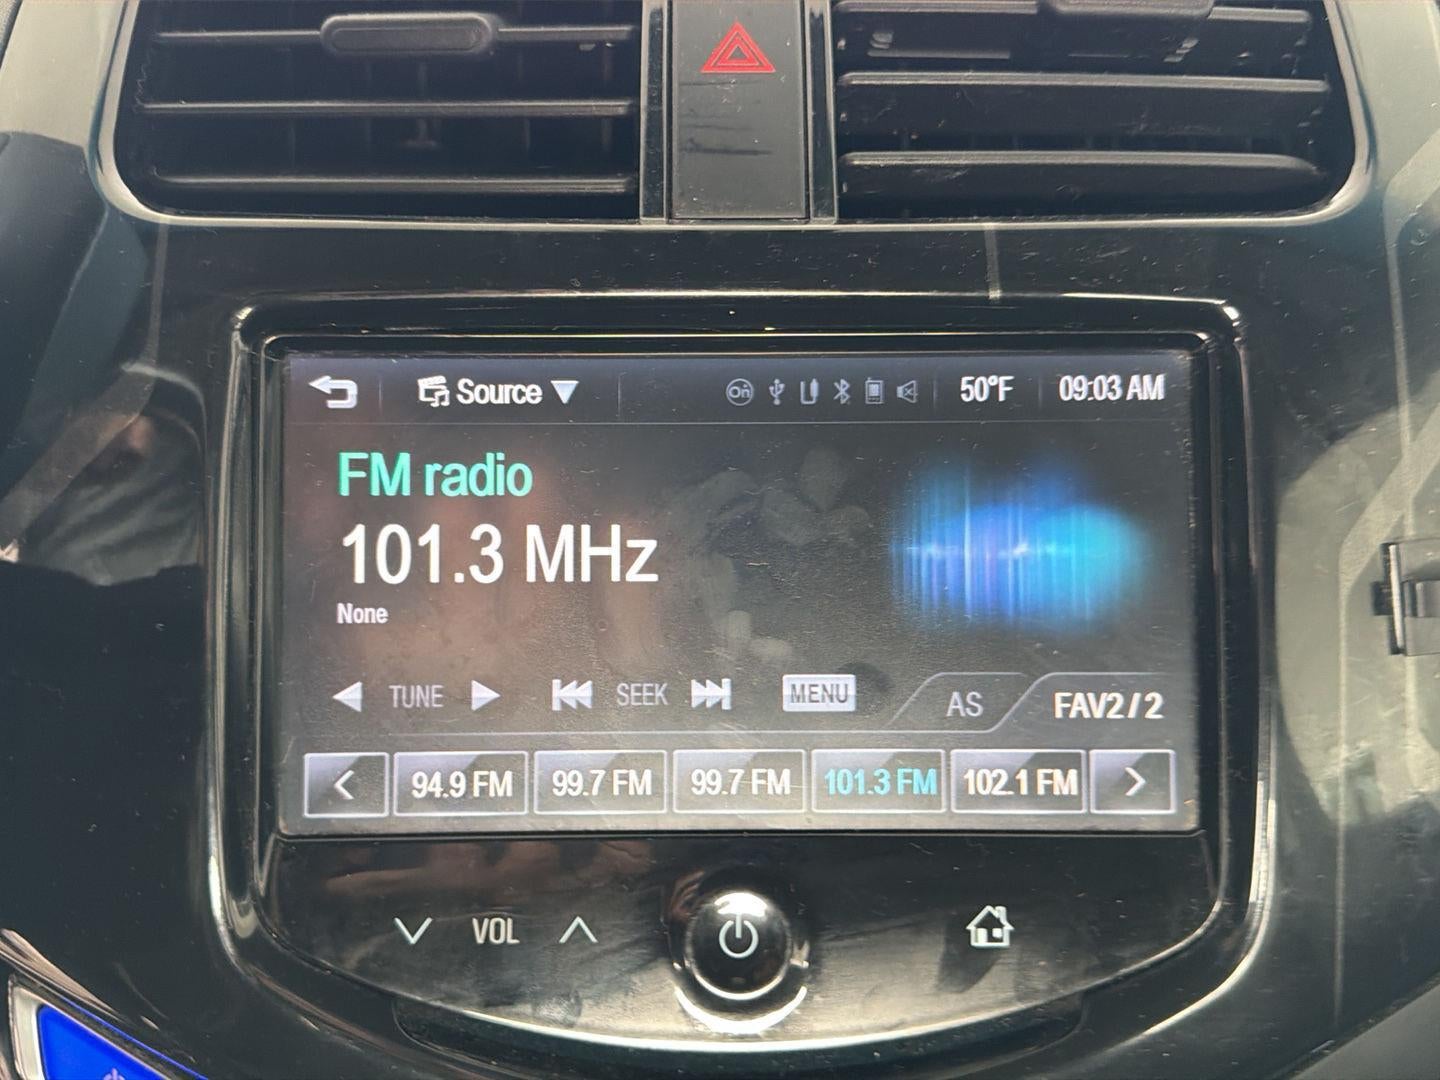 Source On 50°F 09:03 AM
FM radio
101.3 MHz
None
TUNE SEEK MENU AS FAV2/2
94.9 FM 99.7 FM 99.7 FM 101.3 FM 102.1 FM
VOL